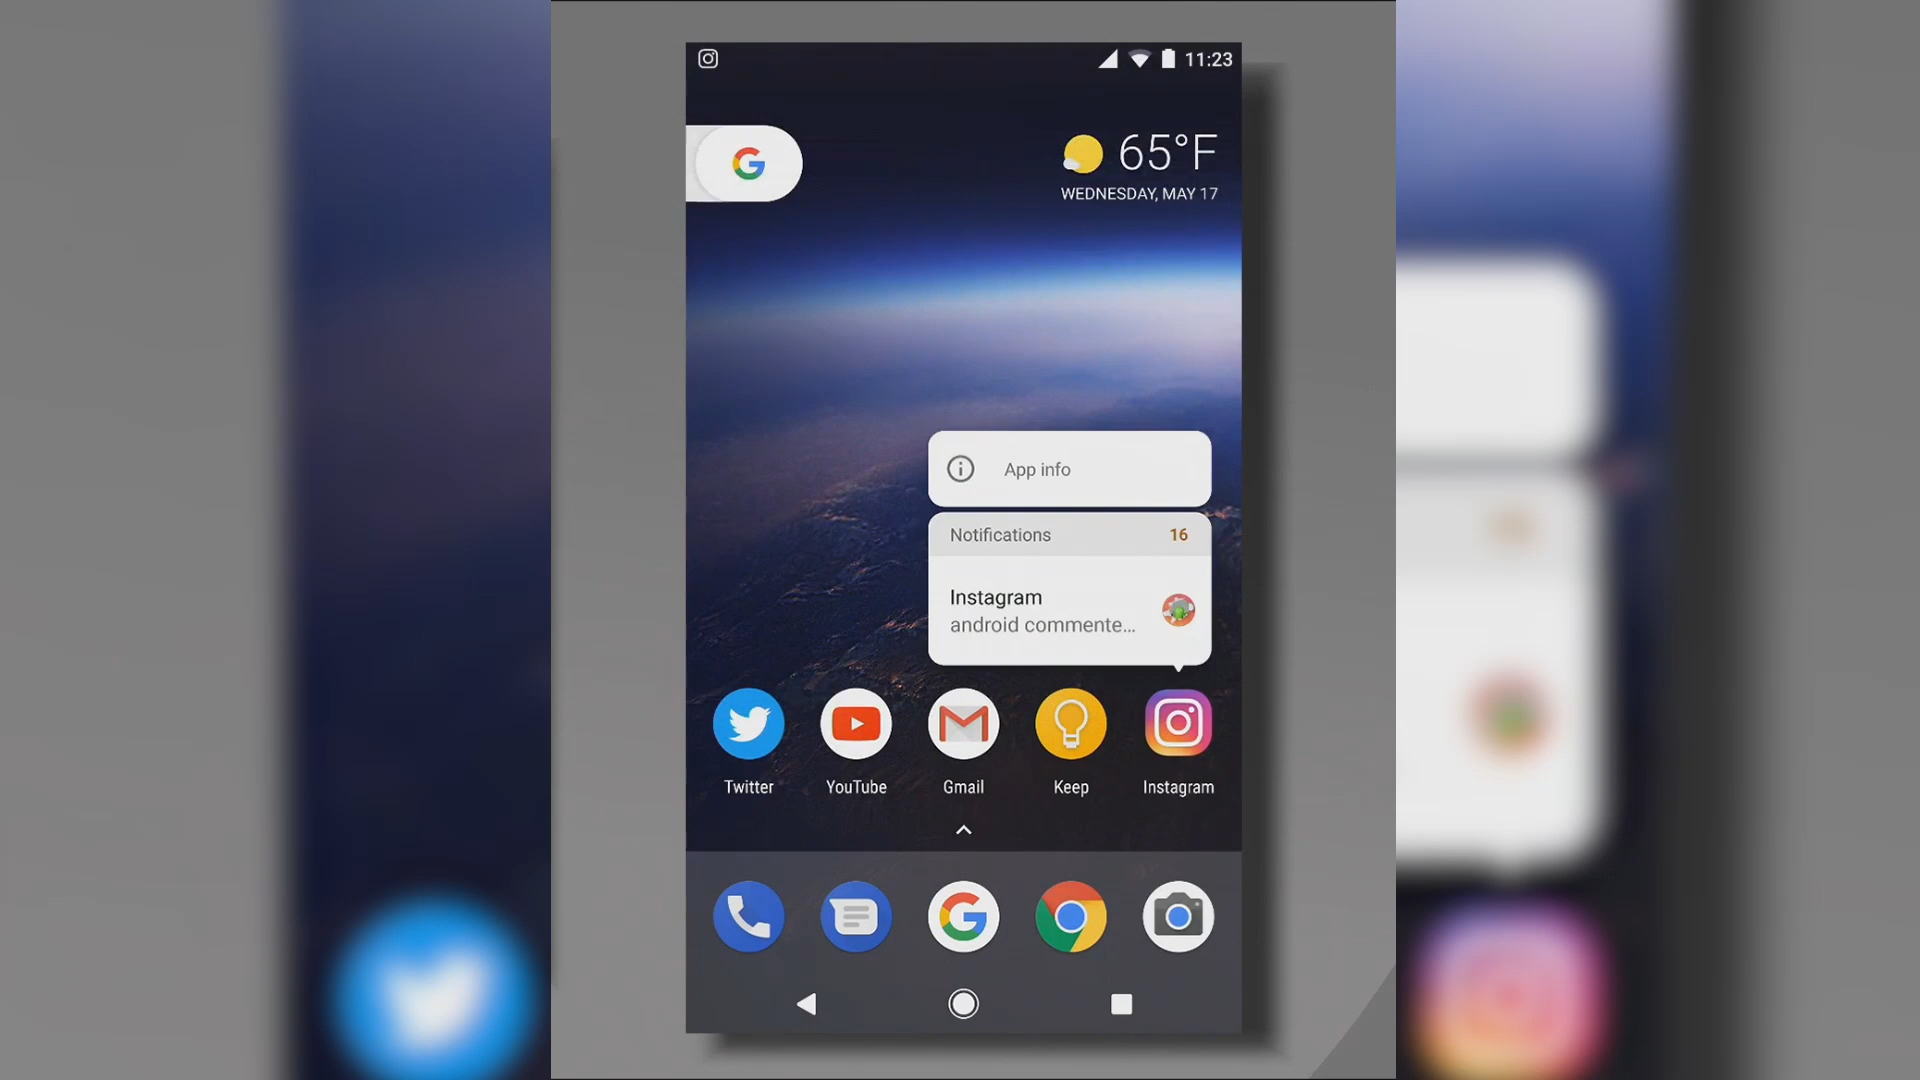 11:23
65°F
WEDNESDAY, MAY 17
App info
Notifications 16
Instagram
android commente...
Twitter YouTube Gmail Keep Instagram